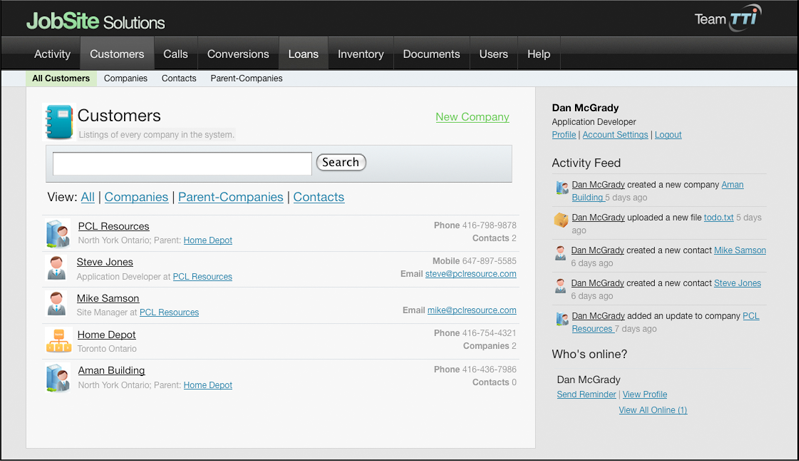 JobSite Solutions
Team TTi
Activity Customers Calls Conversions Loans Inventory Documents Users Help
All Customers Companies Contacts Parent-Companies
Customers
Listings of every company in the system.
New Company
Search
View: All | Companies | Parent-Companies | Contacts
PCL Resources
North York Ontario; Parent: Home Depot
Phone 416-798-9878
Contacts 2
Steve Jones
Application Developer at PCL Resources
Mobile 647-897-5585
Email steve@pclresource.com
Mike Samson
Site Manager at PCL Resources
Email mike@pclresource.com
Home Depot
Toronto Ontario
Phone 416-754-4321
Companies 2
Aman Building
North York Ontario; Parent: Home Depot
Phone 416-436-7986
Contacts 0
Dan McGrady
Application Developer
Profile | Account Settings | Logout
Activity Feed
Dan McGrady created a new company Aman
Building 5 days ago
Dan McGrady uploaded a new file todo.txt 5 days
ago
Dan McGrady created a new contact Mike Samson
6 days ago
Dan McGrady created a new contact Steve Jones
6 days ago
Dan McGrady added an update to company PCL
Resources 7 days ago
Who's online?
Dan McGrady
Send Reminder | View Profile
View All Online (1)